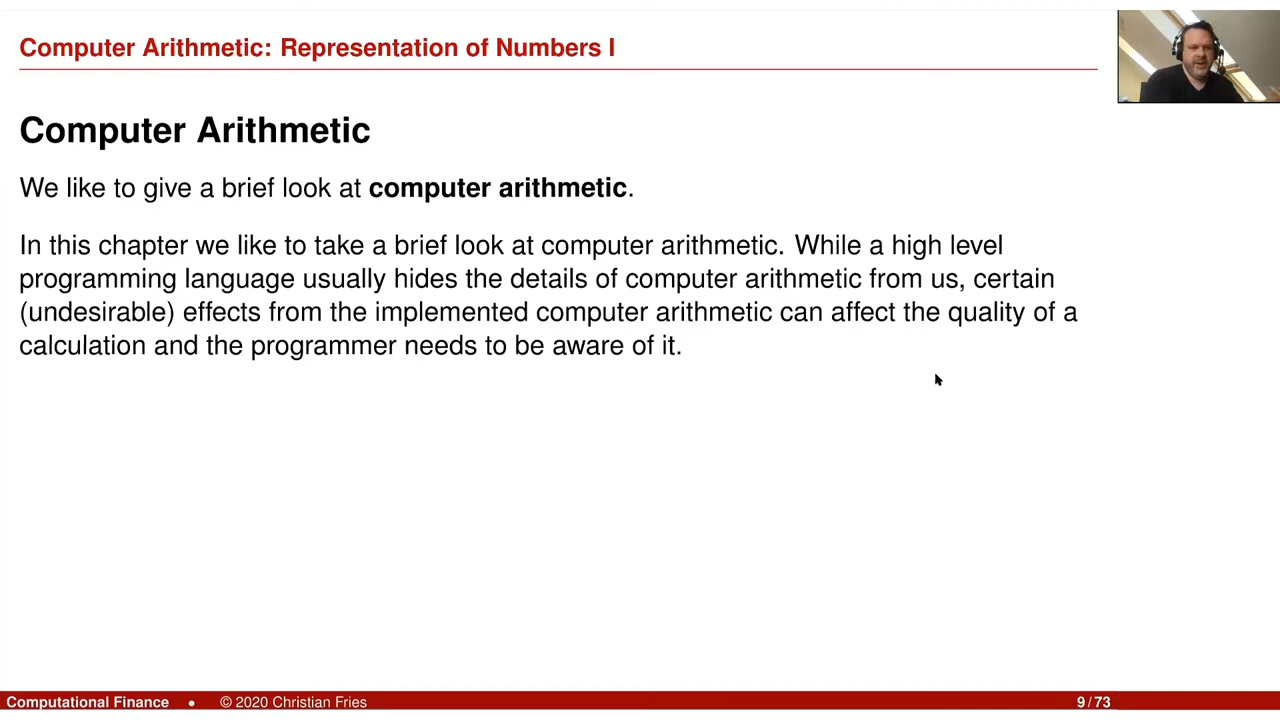 Computer Arithmetic: Representation of Numbers I
Computer Arithmetic
We like to give a brief look at computer arithmetic.
In this chapter we like to take a brief look at computer arithmetic. While a high level
programming language usually hides the details of computer arithmetic from us, certain
(undesirable) effects from the implemented computer arithmetic can affect the quality of a
calculation and the programmer needs to be aware of it.
Computational Finance • © 2020 Christian Fries 9 / 73